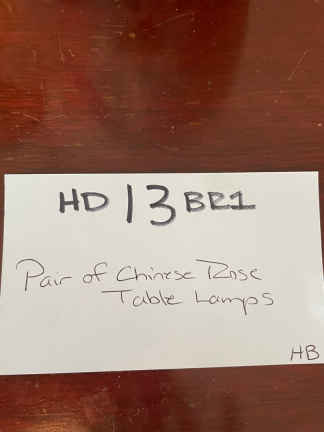 HD 13 BR1
Pair of Chinese Rose
Table Lamps
HB